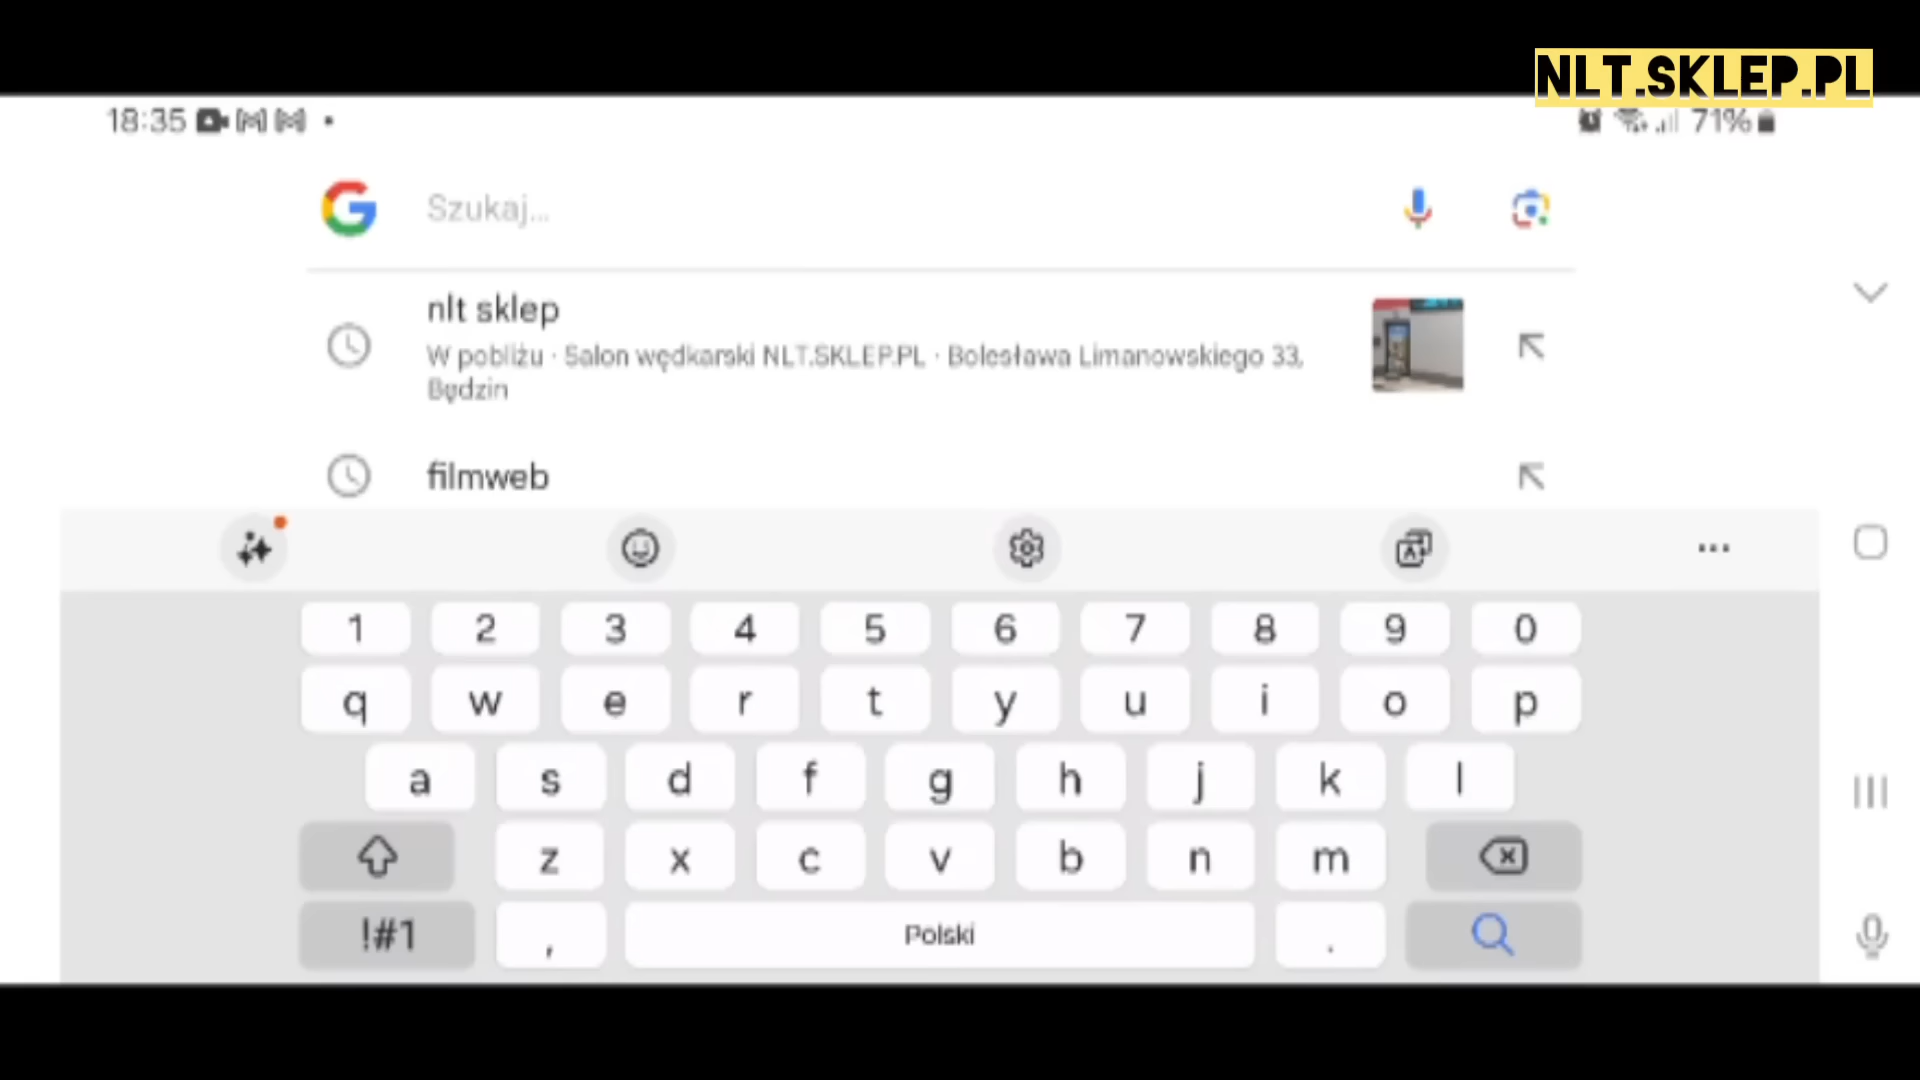 NLT.SKLEP.PL
18:35
71%
Szukaj...
nlt sklep
W pobliżu · Salon wędkarski NLT.SKLEP.PL · Bolesława Limanowskiego 33,
Będzin
filmweb
1 2 3 4 5 6 7 8 9 0
q w e r t y u i o p
a s d f g h j k l
z x c v b n m
!#1 , Polski .